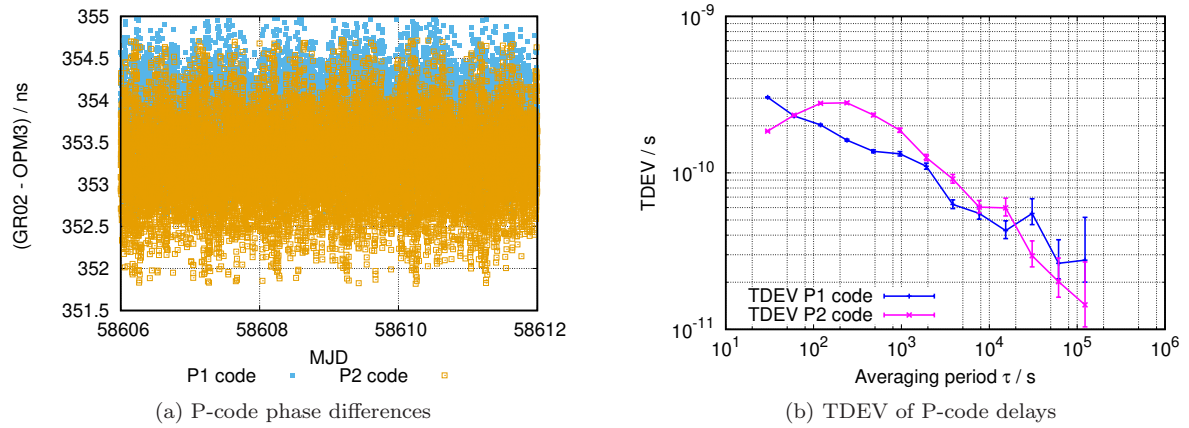 (GR02 - OPM3) / ns
355
354.5
354
353.5
353
352.5
352
351.5
58606 58608 58610 58612
MJD
P1 code P2 code
(a) P-code phase differences
TDEV / s
10^-9
10^-10
10^-11
TDEV P1 code
TDEV P2 code
10^1 10^2 10^3 10^4 10^5 10^6
Averaging period τ / s
(b) TDEV of P-code delays